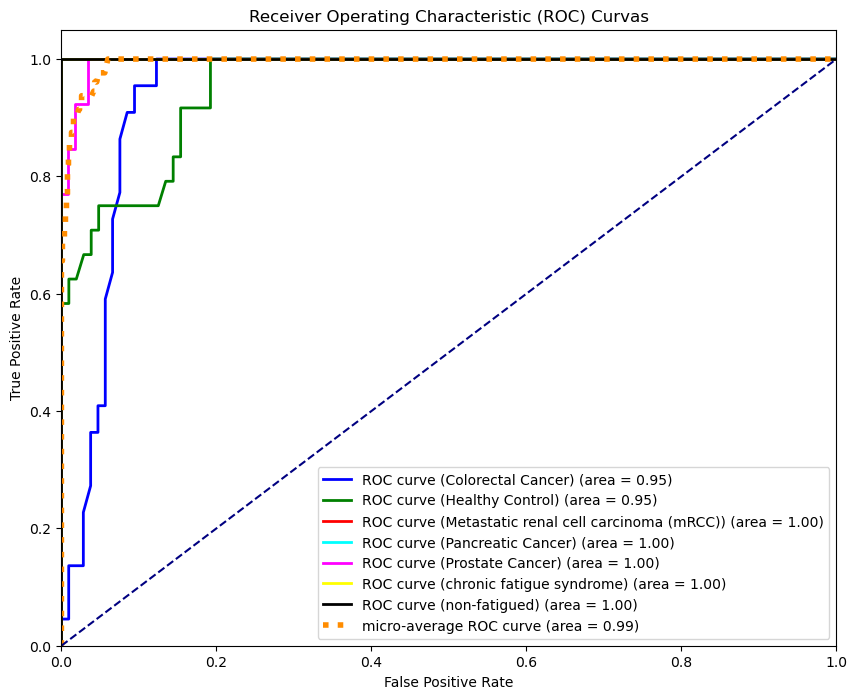 Receiver Operating Characteristic (ROC) Curvas
1.0
0.8
0.6
0.4
0.2
0.0
True Positive Rate
ROC curve (Colorectal Cancer) (area = 0.95)
ROC curve (Healthy Control) (area = 0.95)
ROC curve (Metastatic renal cell carcinoma (mRCC)) (area = 1.00)
ROC curve (Pancreatic Cancer) (area = 1.00)
ROC curve (Prostate Cancer) (area = 1.00)
ROC curve (chronic fatigue syndrome) (area = 1.00)
ROC curve (non-fatigued) (area = 1.00)
micro-average ROC curve (area = 0.99)
0.0 0.2 0.4 0.6 0.8 1.0
False Positive Rate